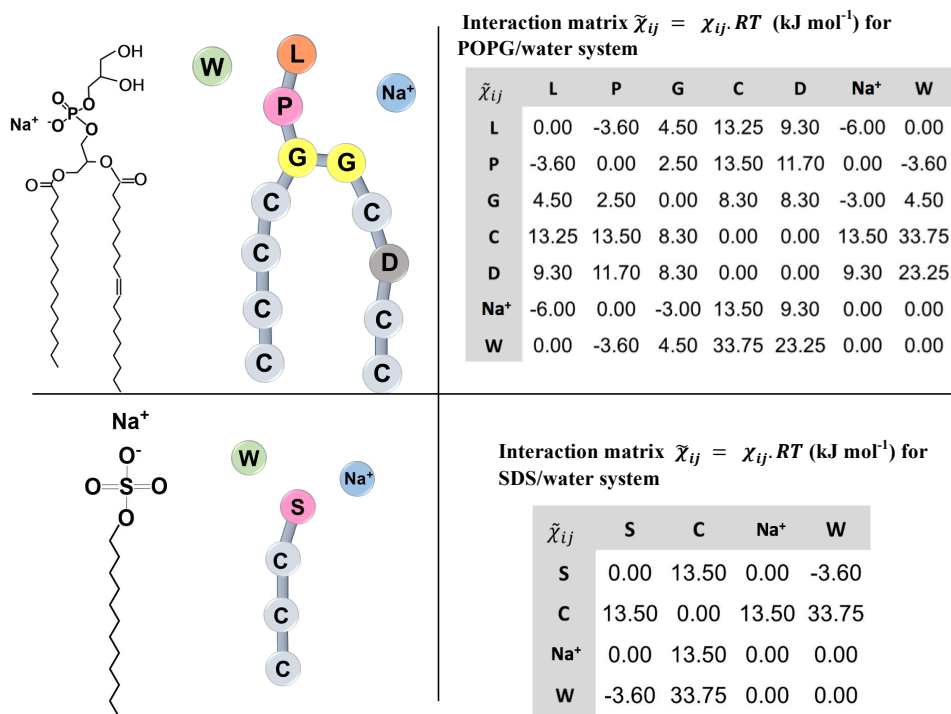 Interaction matrix χ̃ij = χij.RT (kJ mol⁻¹) for
POPG/water system
OH
OH
O
O
P
Na⁺ ⁻O
O
O
O
O
O
W
L
P
Na⁺
G G
C C
C D
C C
C C
χ̃ij L P G C D Na⁺ W
L 0.00 -3.60 4.50 13.25 9.30 -6.00 0.00
P -3.60 0.00 2.50 13.50 11.70 0.00 -3.60
G 4.50 2.50 0.00 8.30 8.30 -3.00 4.50
C 13.25 13.50 8.30 0.00 0.00 13.50 33.75
D 9.30 11.70 8.30 0.00 0.00 9.30 23.25
Na⁺ -6.00 0.00 -3.00 13.50 9.30 0.00 0.00
W 0.00 -3.60 4.50 33.75 23.25 0.00 0.00
Na⁺
O⁻
O S O
O
W
Na⁺
S
C
C
C
Interaction matrix χ̃ij = χij.RT (kJ mol⁻¹) for
SDS/water system
χ̃ij S C Na⁺ W
S 0.00 13.50 0.00 -3.60
C 13.50 0.00 13.50 33.75
Na⁺ 0.00 13.50 0.00 0.00
W -3.60 33.75 0.00 0.00